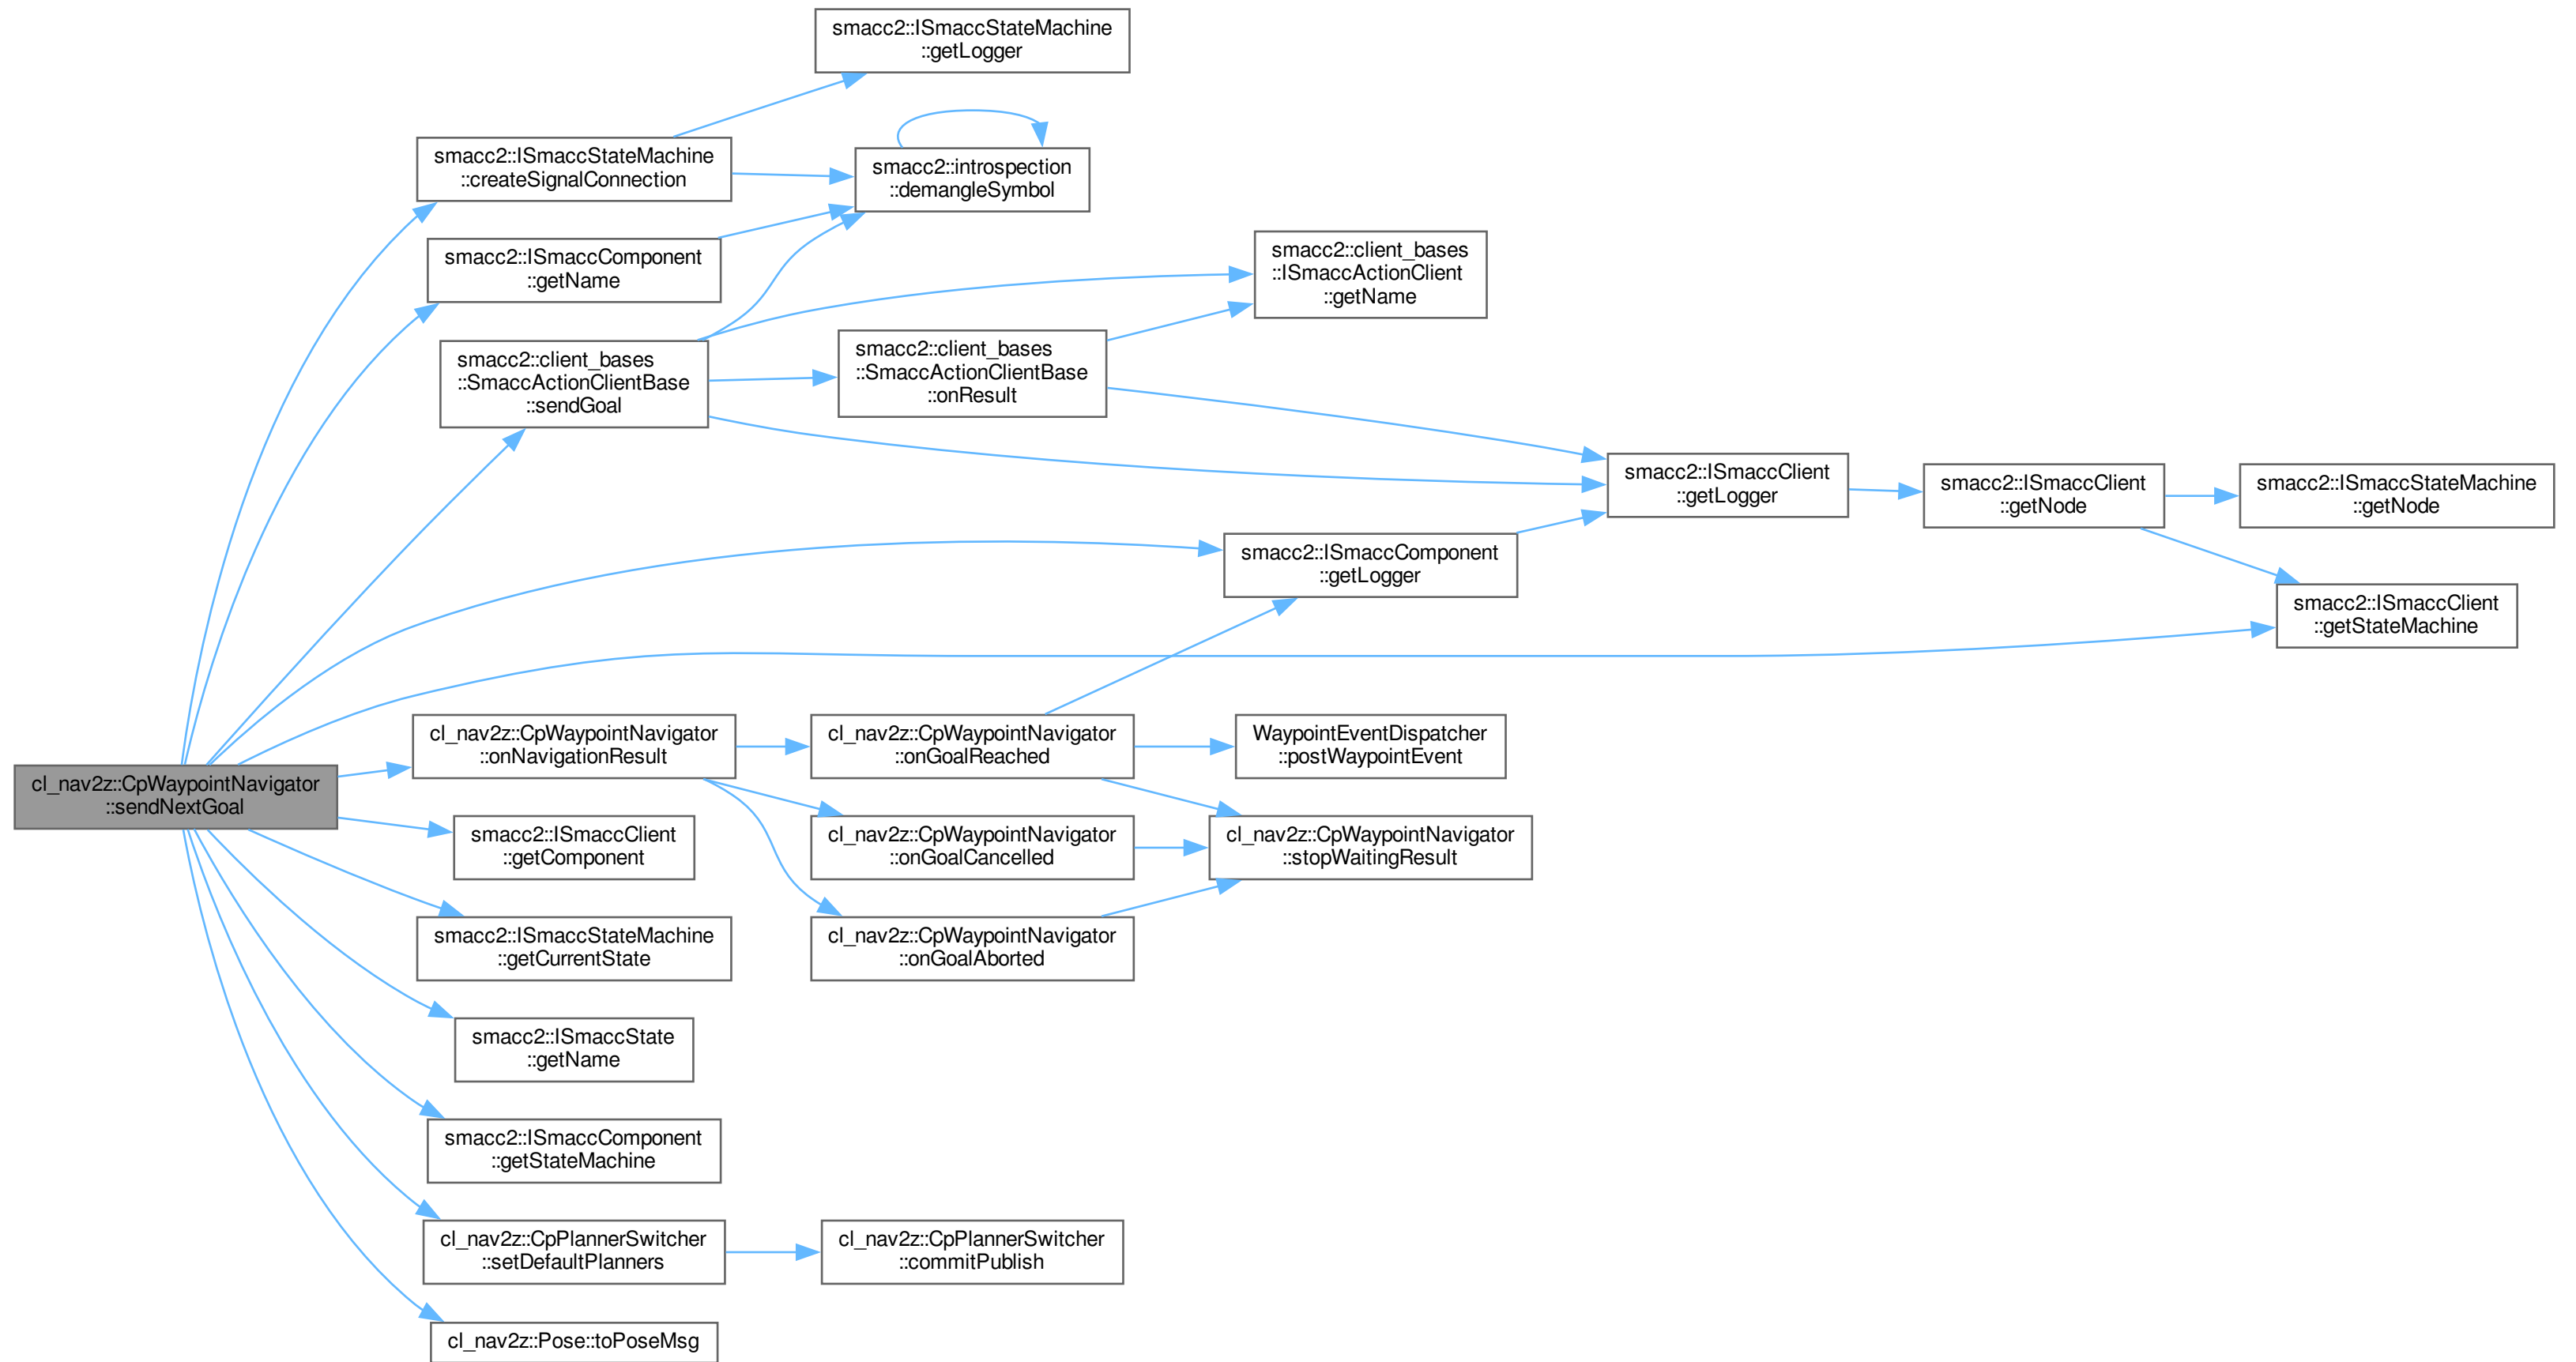 smacc2::ISmaccStateMachine
::getLogger
smacc2::ISmaccStateMachine
::createSignalConnection
smacc2::introspection
::demangleSymbol
smacc2::ISmaccComponent
::getName
smacc2::client_bases
::ISmaccActionClient
::getName
smacc2::client_bases
::SmaccActionClientBase
::sendGoal
smacc2::client_bases
::SmaccActionClientBase
::onResult
smacc2::ISmaccClient
::getLogger
smacc2::ISmaccClient
::getNode
smacc2::ISmaccStateMachine
::getNode
smacc2::ISmaccComponent
::getLogger
smacc2::ISmaccClient
::getStateMachine
cl_nav2z::CpWaypointNavigator
::sendNextGoal
cl_nav2z::CpWaypointNavigator
::onNavigationResult
cl_nav2z::CpWaypointNavigator
::onGoalReached
WaypointEventDispatcher
::postWaypointEvent
smacc2::ISmaccClient
::getComponent
cl_nav2z::CpWaypointNavigator
::onGoalCancelled
cl_nav2z::CpWaypointNavigator
::stopWaitingResult
smacc2::ISmaccStateMachine
::getCurrentState
cl_nav2z::CpWaypointNavigator
::onGoalAborted
smacc2::ISmaccState
::getName
smacc2::ISmaccComponent
::getStateMachine
cl_nav2z::CpPlannerSwitcher
::setDefaultPlanners
cl_nav2z::CpPlannerSwitcher
::commitPublish
cl_nav2z::Pose::toPoseMsg